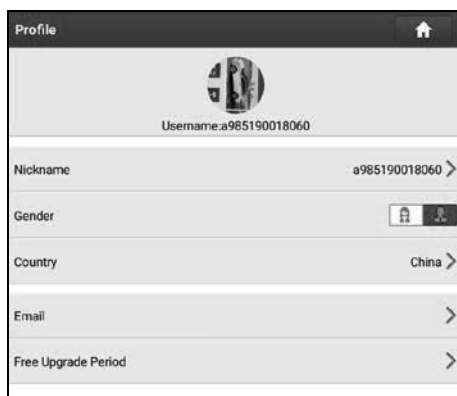 Profile
Username:a985190018060
Nickname a985190018060
Gender
Country China
Email
Free Upgrade Period